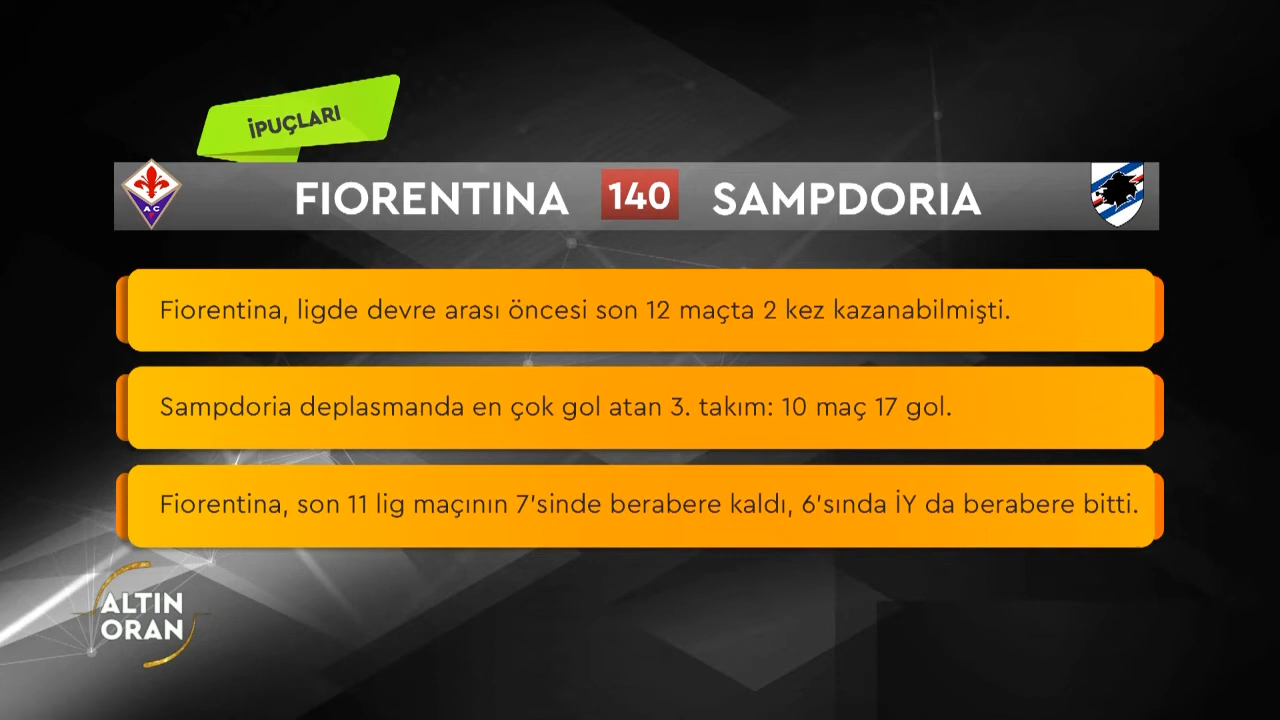 İPUÇLARI
FIORENTINA 140 SAMPDORIA
A C
Fiorentina, ligde devre arası öncesi son 12 maçta 2 kez kazanabilmişti.
Sampdoria deplasmanda en çok gol atan 3. takım: 10 maç 17 gol.
Fiorentina, son 11 lig maçının 7'sinde berabere kaldı, 6'sında İY da berabere bitti.
ALTIN
ORAN